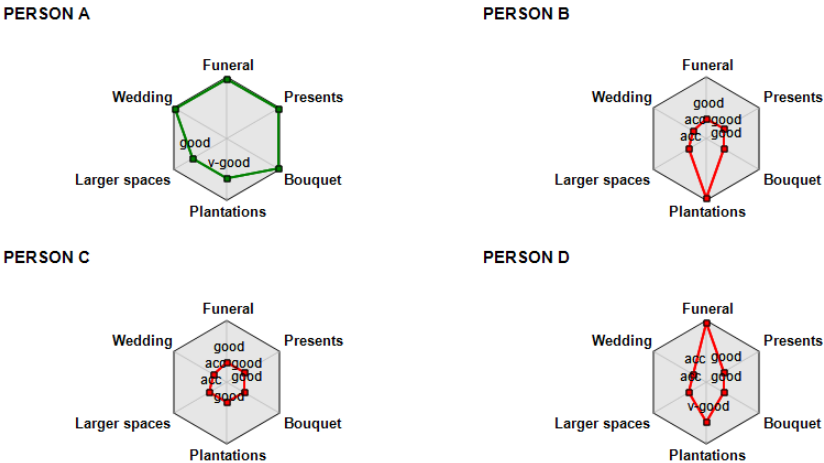 PERSON A
Funeral
Wedding
Presents
good
v-good
Larger spaces
Bouquet
Plantations
PERSON B
Funeral
Wedding
Presents
good
acc good
acc good
Larger spaces
Bouquet
Plantations
PERSON C
Funeral
Wedding
Presents
good
acc good
acc good
good
Larger spaces
Bouquet
Plantations
PERSON D
Funeral
Wedding
Presents
acc good
acc good
v-good
Larger spaces
Bouquet
Plantations